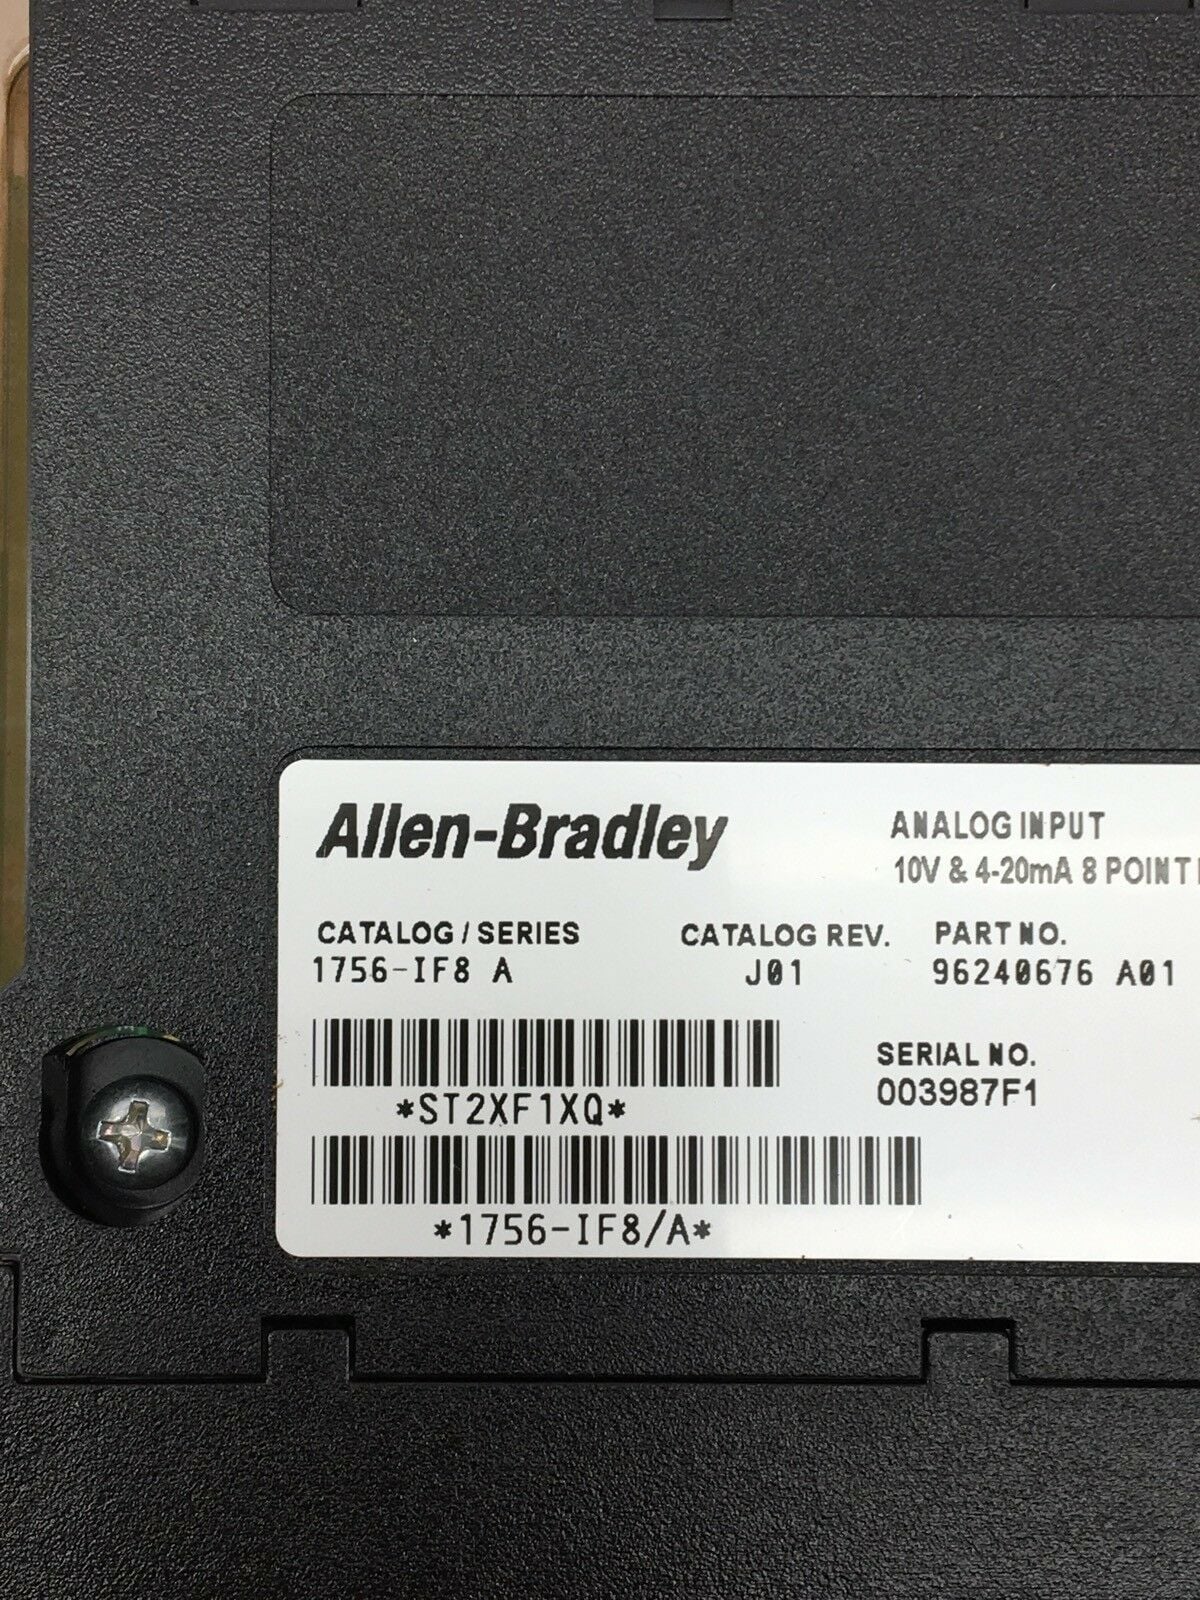 Allen-Bradley
ANALOG INPUT
10V & 4-20mA 8 POINT
CATALOG / SERIES
1756-IF8 A
CATALOG REV.
J01
PART NO.
96240676 A01
*ST2XF1XQ*
SERIAL NO.
003987F1
*1756-IF8/A*